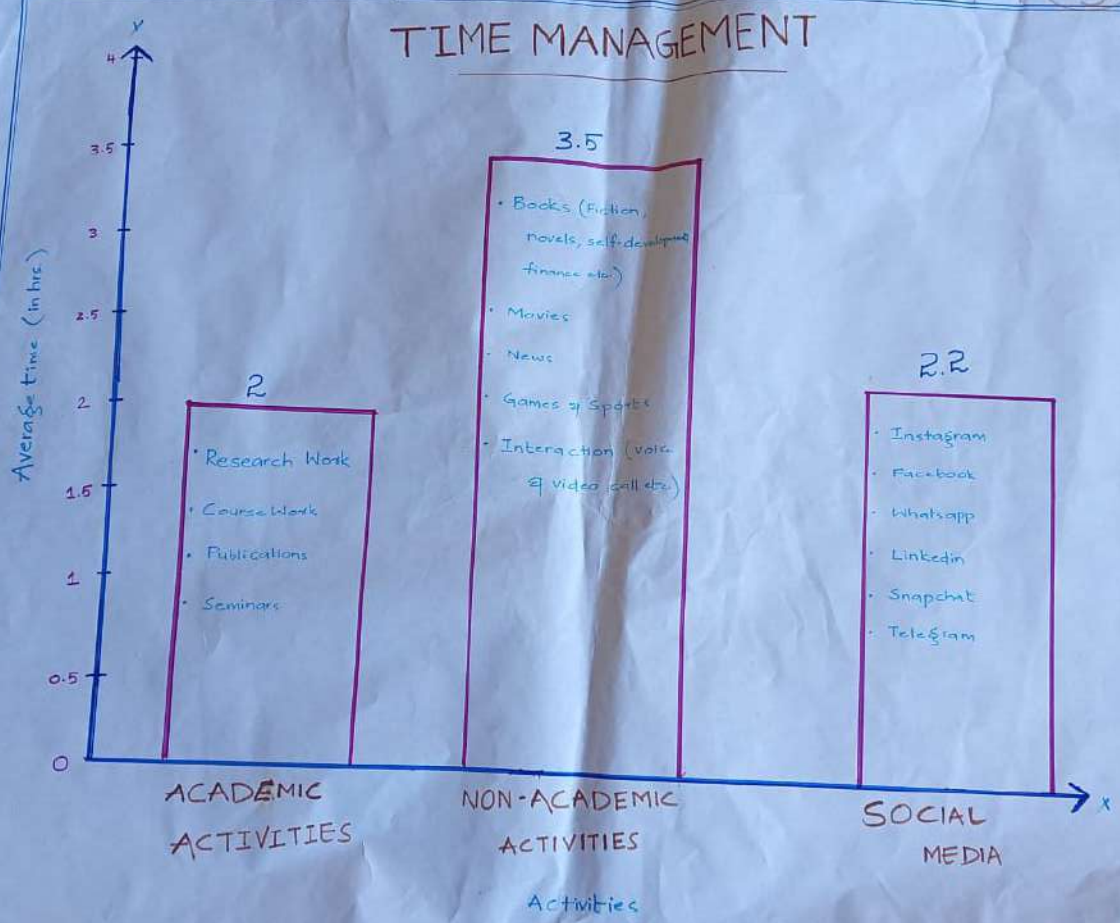 TIME MANAGEMENT
Y
4
3.5
3
2.5
2
1.5
1
0.5
0
Average time (in hrs.)
2
• Research Work
• Course Work
• Publications
• Seminars
3.5
• Books (Fiction,
novels, self-development,
finance etc.)
• Movies
• News
• Games & Sports
• Interaction (voice
& video call etc.)
2.2
• Instagram
• Facebook
• Whatsapp
• Linkedin
• Snapchat
• Telegram
X
ACADEMIC
ACTIVITIES
NON-ACADEMIC
ACTIVITIES
SOCIAL
MEDIA
Activities